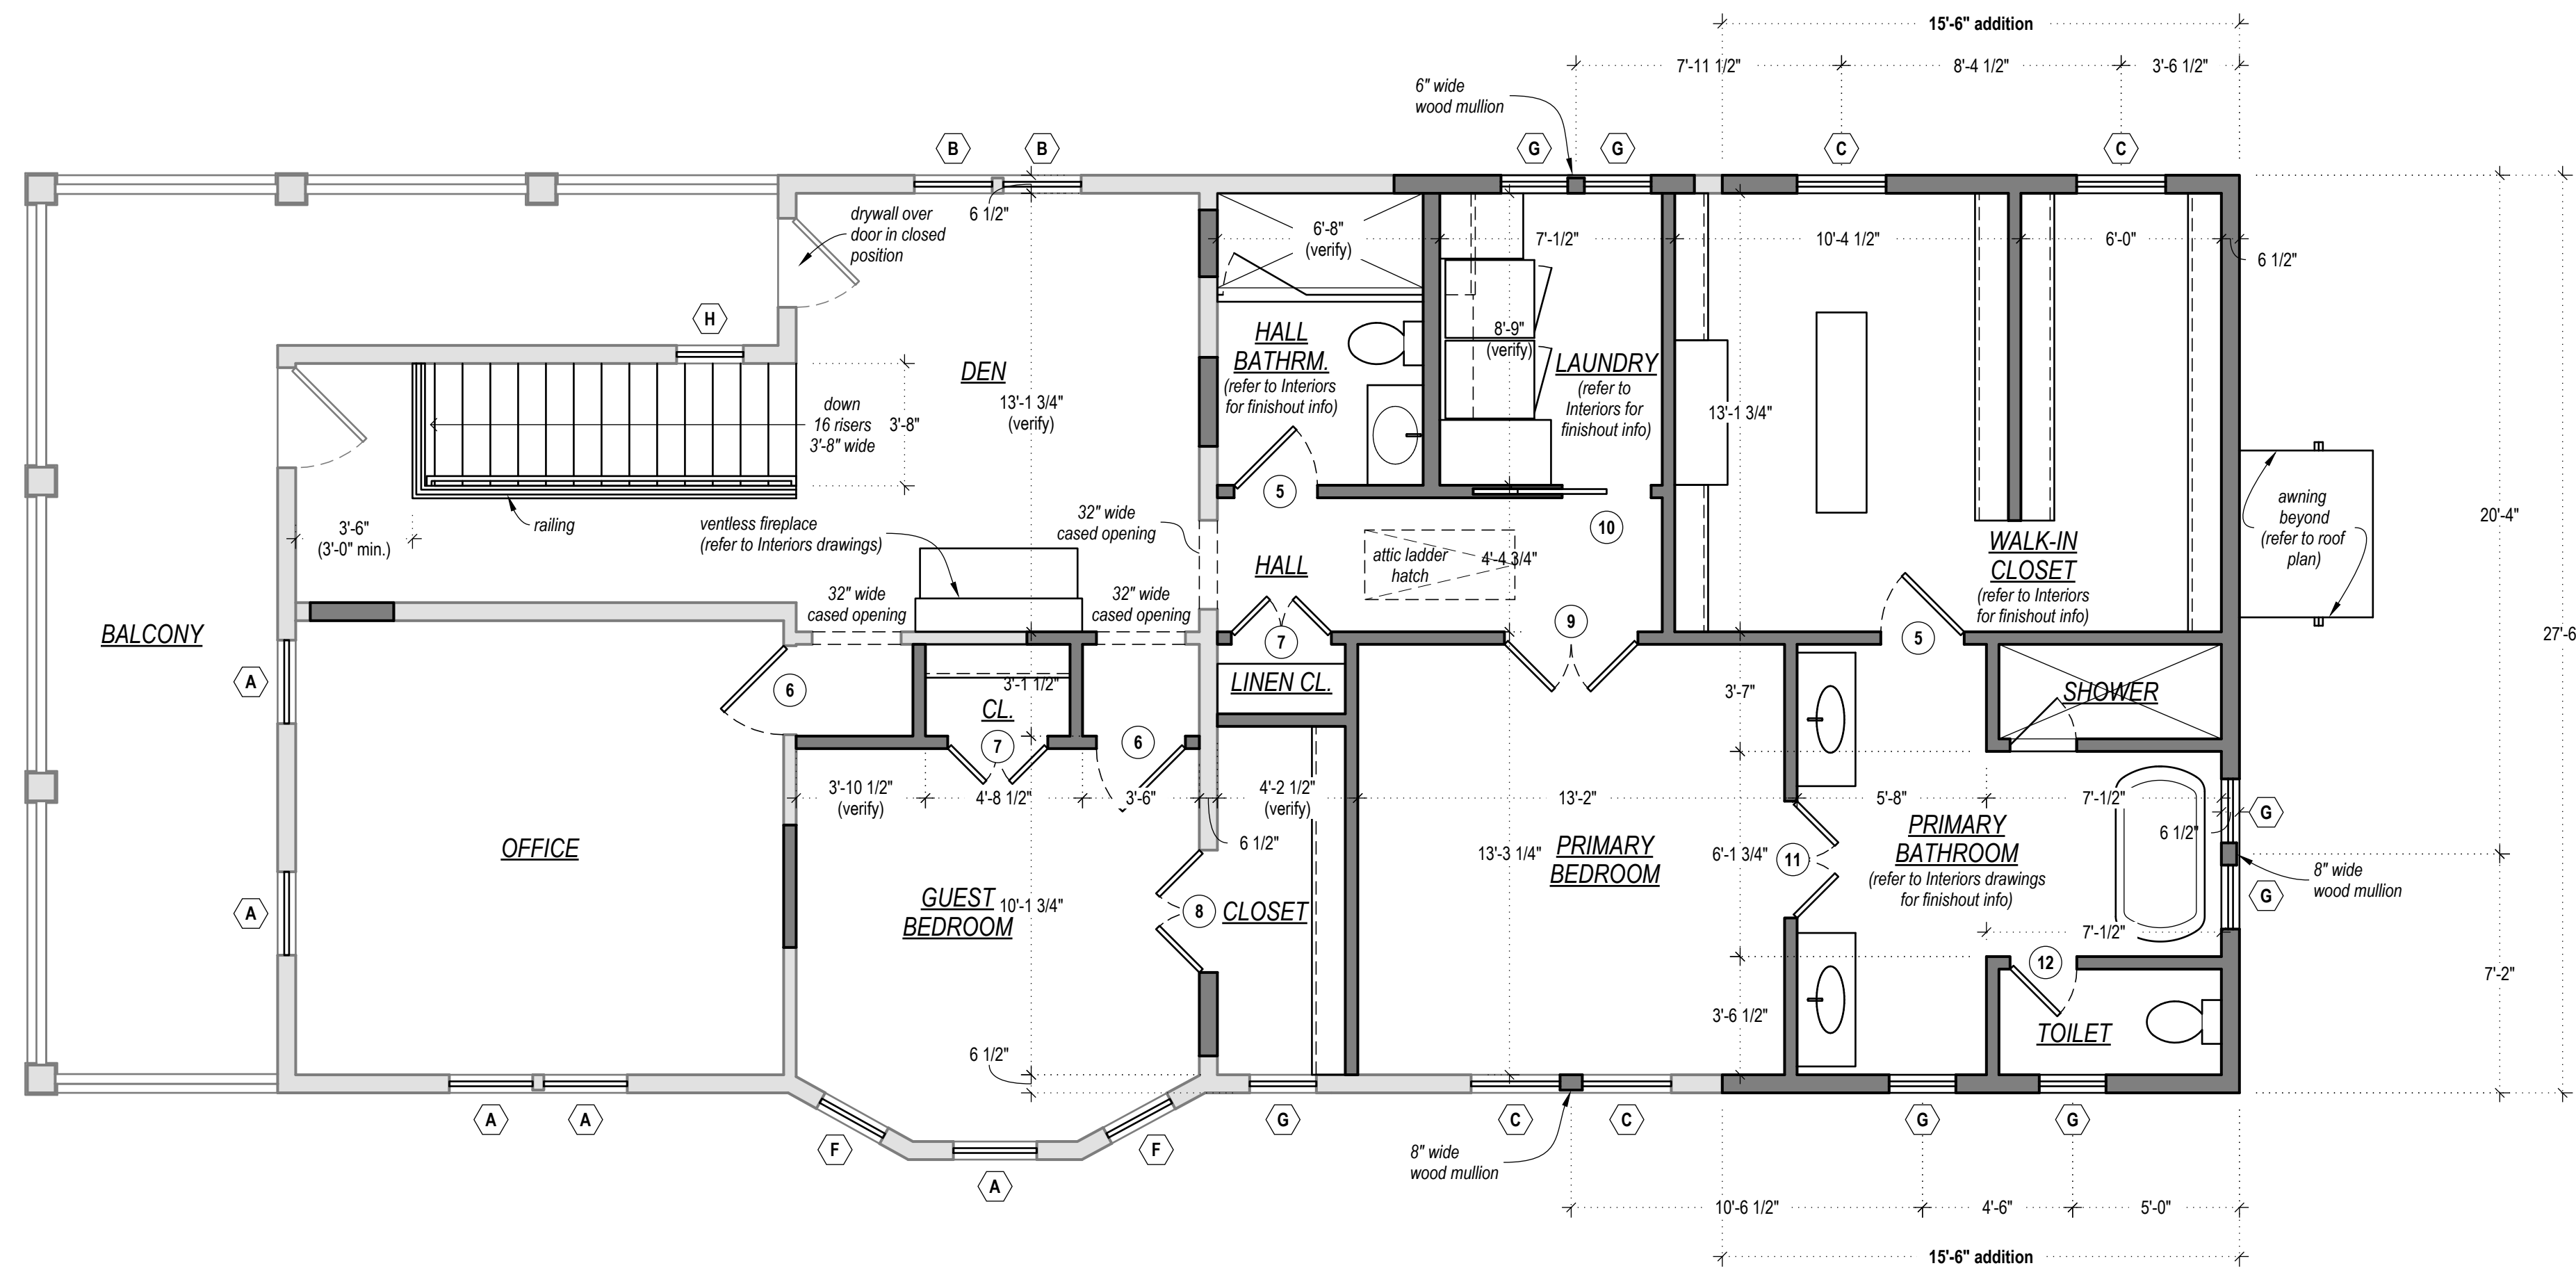 15'-6" addition
7'-11 1/2"
8'-4 1/2"
3'-6 1/2"
6" wide
wood mullion
B
B
G
G
C
C
drywall over
door in closed
position
6 1/2"
6'-8"
(verify)
7'-1/2"
10'-4 1/2"
6'-0"
6 1/2"
H
DEN
13'-1 3/4"
(verify)
down
16 risers
3'-8" wide
3'-8"
HALL
BATHRM.
(refer to Interiors
for finishout info)
8'-9"
(verify)
LAUNDRY
(refer to
Interiors for
finishout info)
13'-1 3/4"
5
10
railing
3'-6"
(3'-0" min.)
ventless fireplace
(refer to Interiors drawings)
32" wide
cased opening
HALL
attic ladder
hatch
4'-4 3/4"
WALK-IN
CLOSET
(refer to Interiors
for finishout info)
awning
beyond
(refer to roof
plan)
20'-4"
27'-6
32" wide
cased opening
32" wide
cased opening
BALCONY
7
9
5
A
6
3'-1 1/2"
CL.
7
6
LINEN CL.
3'-7"
SHOWER
3'-10 1/2"
(verify)
4'-8 1/2"
3'-6"
4'-2 1/2"
(verify)
13'-2"
5'-8"
7'-1/2"
G
6 1/2"
6 1/2"
OFFICE
13'-3 1/4"
PRIMARY
BEDROOM
6'-1 3/4"
11
PRIMARY
BATHROOM
(refer to Interiors drawings
for finishout info)
8" wide
wood mullion
G
A
GUEST
BEDROOM
10'-1 3/4"
8
CLOSET
7'-1/2"
12
7'-2"
3'-6 1/2"
TOILET
6 1/2"
A
A
F
A
F
G
C
C
G
G
8" wide
wood mullion
10'-6 1/2"
4'-6"
5'-0"
15'-6" addition